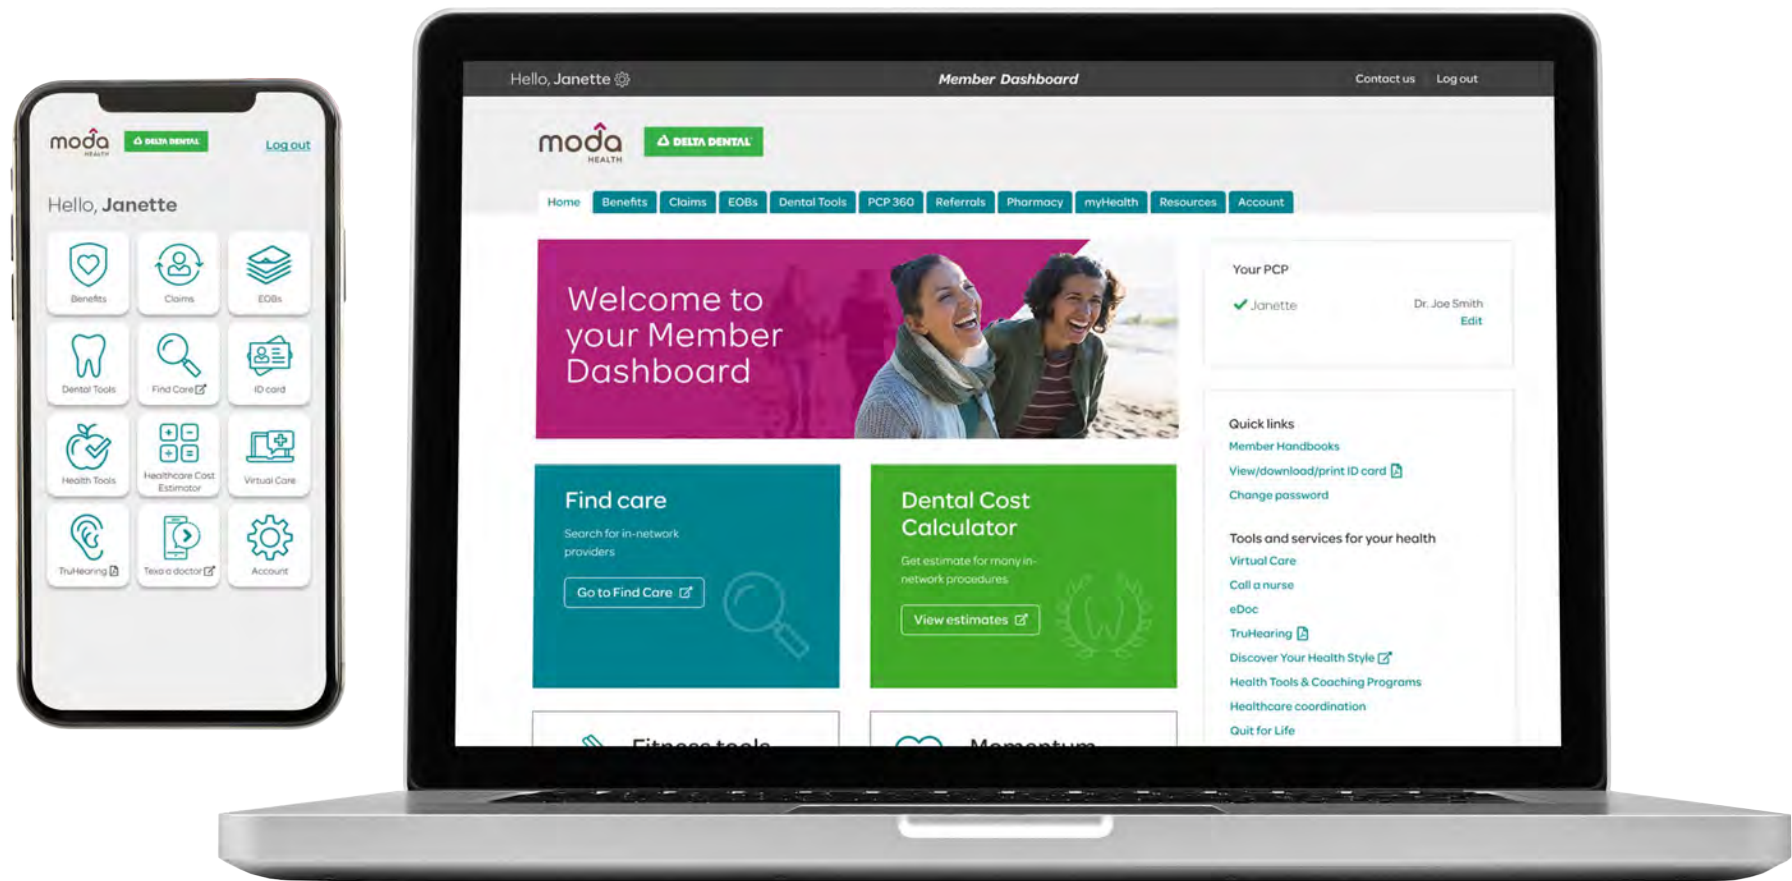 moda
HEALTH
DELTA DENTAL
Log out
Hello, Janette
Benefits
Claims
EOBs
Dental Tools
Find Care
ID card
Health Tools
Healthcare Cost
Estimator
Virtual Care
TruHearing
Texa a doctor
Account
Hello, Janette
Member Dashboard
Contact us
Log out
moda
HEALTH
DELTA DENTAL
Home
Benefits
Claims
EOBs
Dental Tools
PCP 360
Referrals
Pharmacy
myHealth
Resources
Account
Welcome to
your Member
Dashboard
Find care
Search for in-network
providers
Go to Find Care
Dental Cost
Calculator
Get estimate for many in-
network procedures
View estimates
Fitness tools
Momentum
Your PCP
Janette
Dr. Joe Smith
Edit
Quick links
Member Handbooks
View/download/print ID card
Change password
Tools and services for your health
Virtual Care
Call a nurse
eDoc
TruHearing
Discover Your Health Style
Health Tools & Coaching Programs
Healthcare coordination
Quit for Life